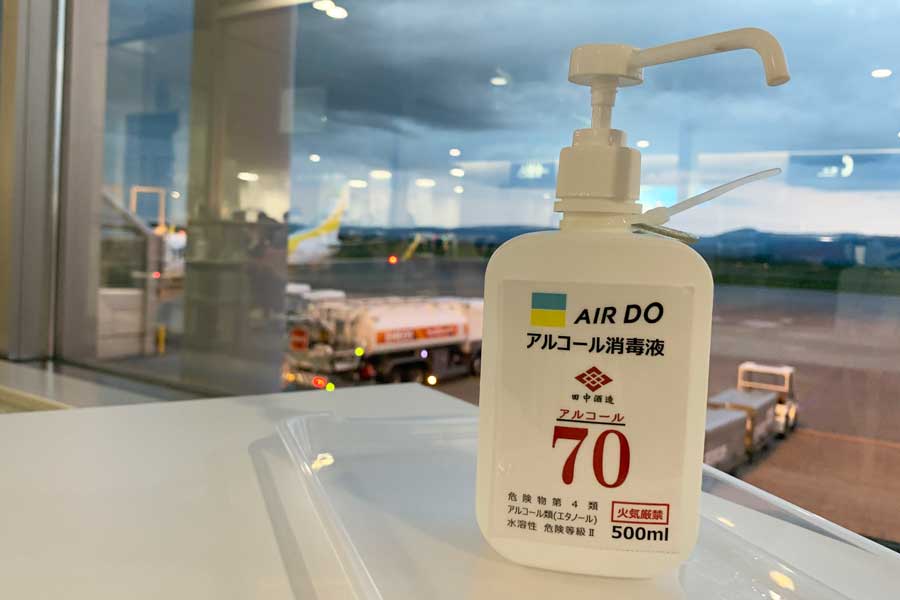 AIR DO
アルコール消毒液
田中酒造
アルコール
70
危険物第4類
アルコール類(エタノール)
水溶性 危険等級Ⅱ
火気厳禁
500ml